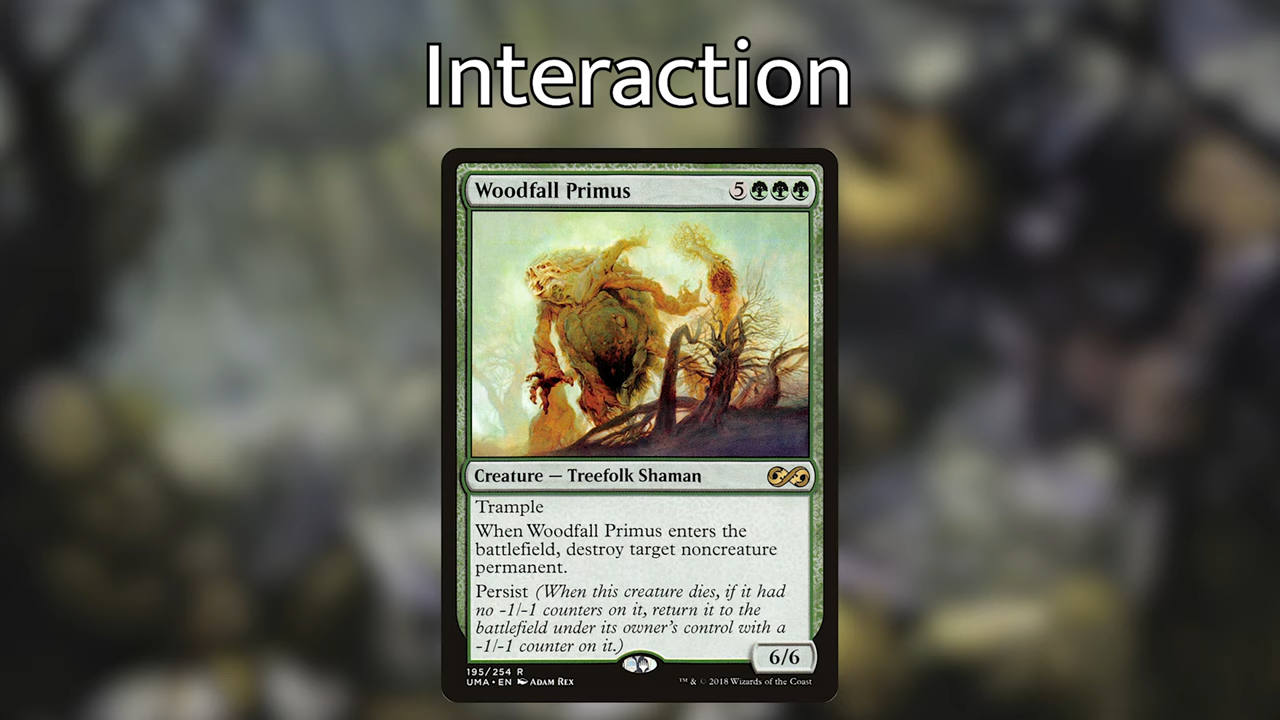 Interaction
Woodfall Primus 5
Creature — Treefolk Shaman
Trample
When Woodfall Primus enters the
battlefield, destroy target noncreature
permanent.
Persist (When this creature dies, if it had
no -1/-1 counters on it, return it to the
battlefield under its owner's control with a
-1/-1 counter on it.)
6/6
195/254 R
UMA • EN Adam Rex
™ & © 2018 Wizards of the Coast